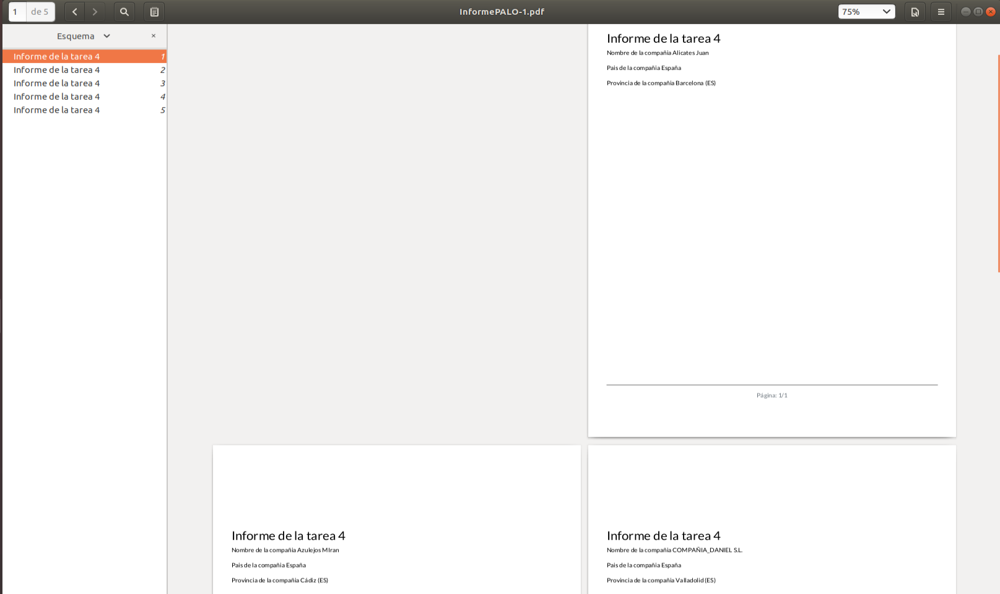 1 de 5
InformePALO-1.pdf
75%
Esquema
Informe de la tarea 4 1
Informe de la tarea 4 2
Informe de la tarea 4 3
Informe de la tarea 4 4
Informe de la tarea 4 5
Informe de la tarea 4
Nombre de la compañia Alicates Juan
Pais de la compañia España
Provincia de la compañia Barcelona (ES)
Página: 1/1
Informe de la tarea 4
Nombre de la compañia Azulejos MIran
Pais de la compañia España
Provincia de la compañia Cádiz (ES)
Informe de la tarea 4
Nombre de la compañia COMPAÑIA_DANIEL S.L.
Pais de la compañia España
Provincia de la compañia Valladolid (ES)